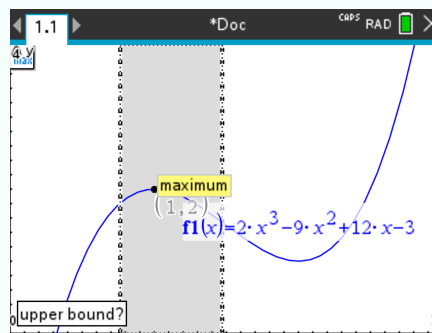 1.1
*Doc
CAPS RAD
y
max
maximum
(1,2)
f1(x)=2·x³−9·x²+12·x−3
upper bound?
0